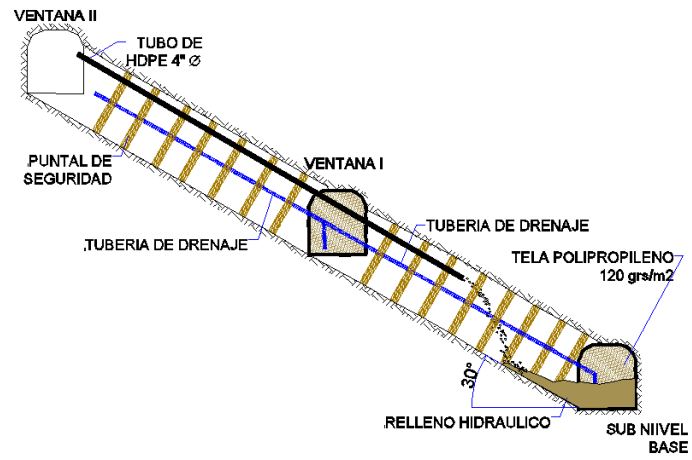 VENTANA II
TUBO DE
HDPE 4" Ø
PUNTAL DE
SEGURIDAD
VENTANA I
TUBERIA DE DRENAJE
TUBERIA DE DRENAJE
TELA POLIPROPILENO
120 grs/m2
30°
RELLENO HIDRAULICO
SUB NIIVEL
BASE